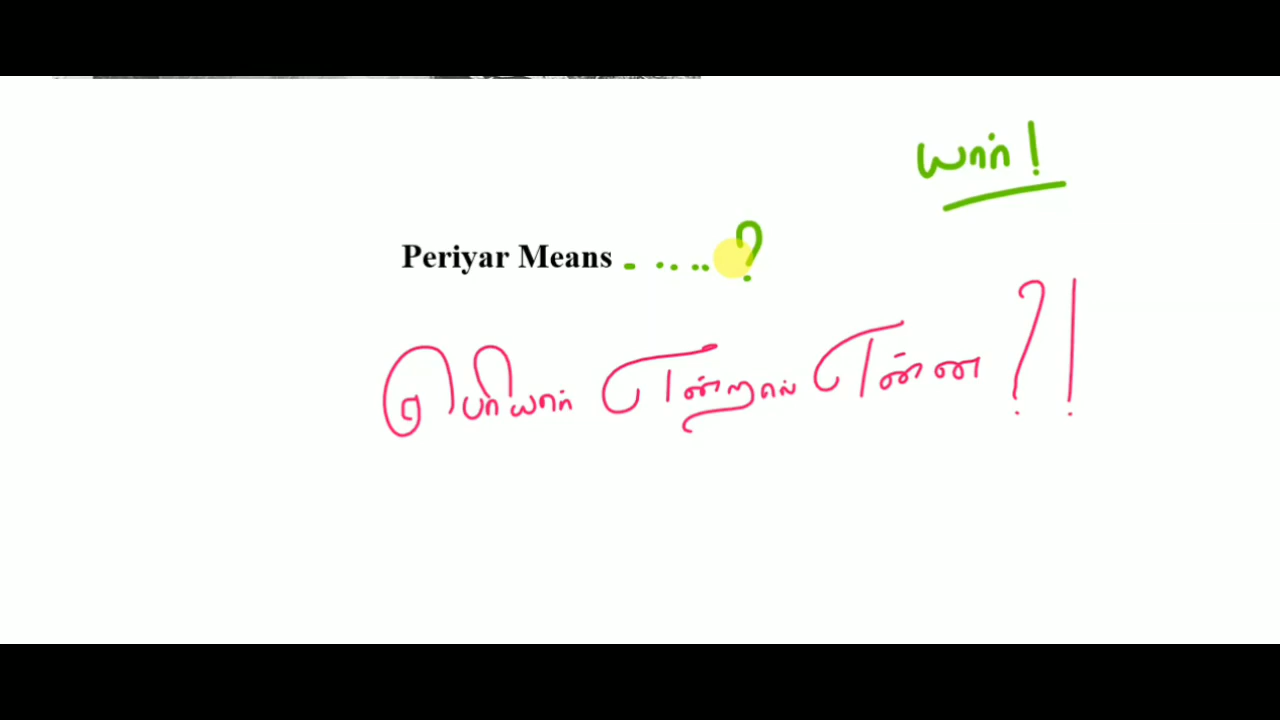 யார்!
Periyar Means . . . . . ?
பெரியார் என்றால் என்ன ?!